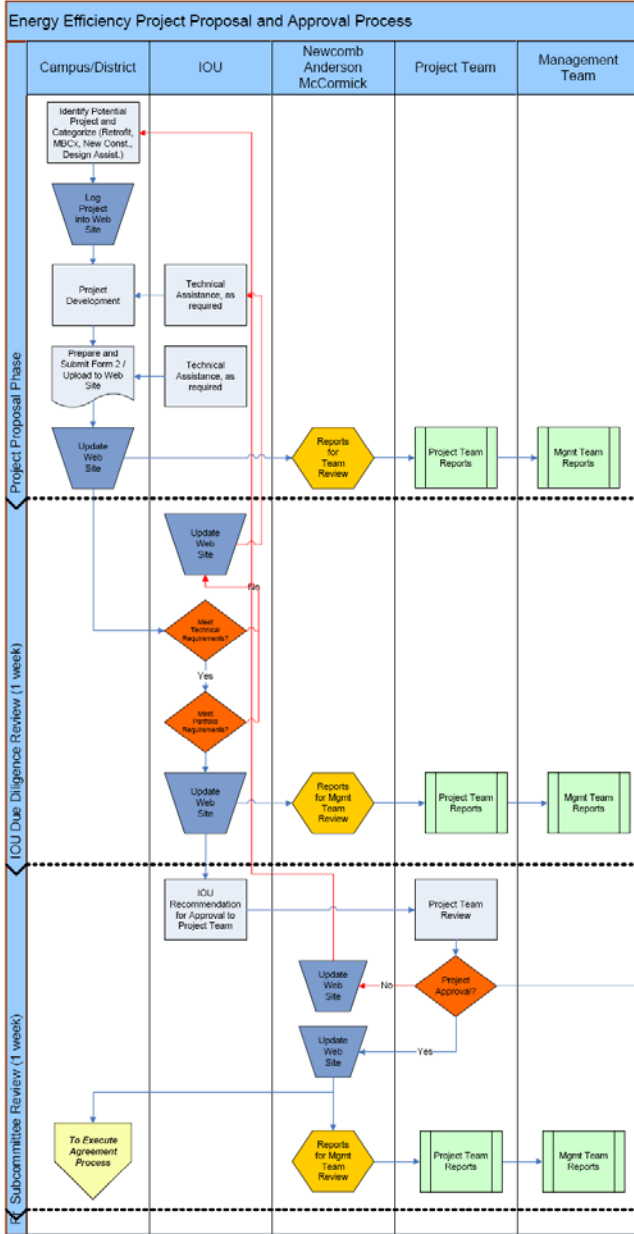 Energy Efficiency Project Proposal and Approval Process
Campus/District
IOU
Newcomb
Anderson
McCormick
Project Team
Management
Team
Project Proposal Phase
Identify Potential
Project and
Categorize (Retrofit,
MBCx, New Const.,
Design Assist.)
Log
Project
into Web
Site
Project
Development
Technical
Assistance, as
required
Prepare and
Submit Form 2 /
Upload to Web
Site
Technical
Assistance, as
required
Update
Web
Site
Reports
for
Team
Review
Project Team
Reports
Mgmt Team
Reports
IOU Due Diligence Review (1 week)
Update
Web
Site
No
Meet
Technical
Requirements?
Yes
Meet
Portfolio
Requirements?
Update
Web
Site
Reports
for Mgmt
Team
Review
Project Team
Reports
Mgmt Team
Reports
Subcommittee Review (1 week)
IOU
Recommendation
for Approval to
Project Team
Project Team
Review
Update
Web
Site
No
Project
Approval?
Update
Web
Site
Yes
To Execute
Agreement
Process
Reports
for Mgmt
Team
Review
Project Team
Reports
Mgmt Team
Reports